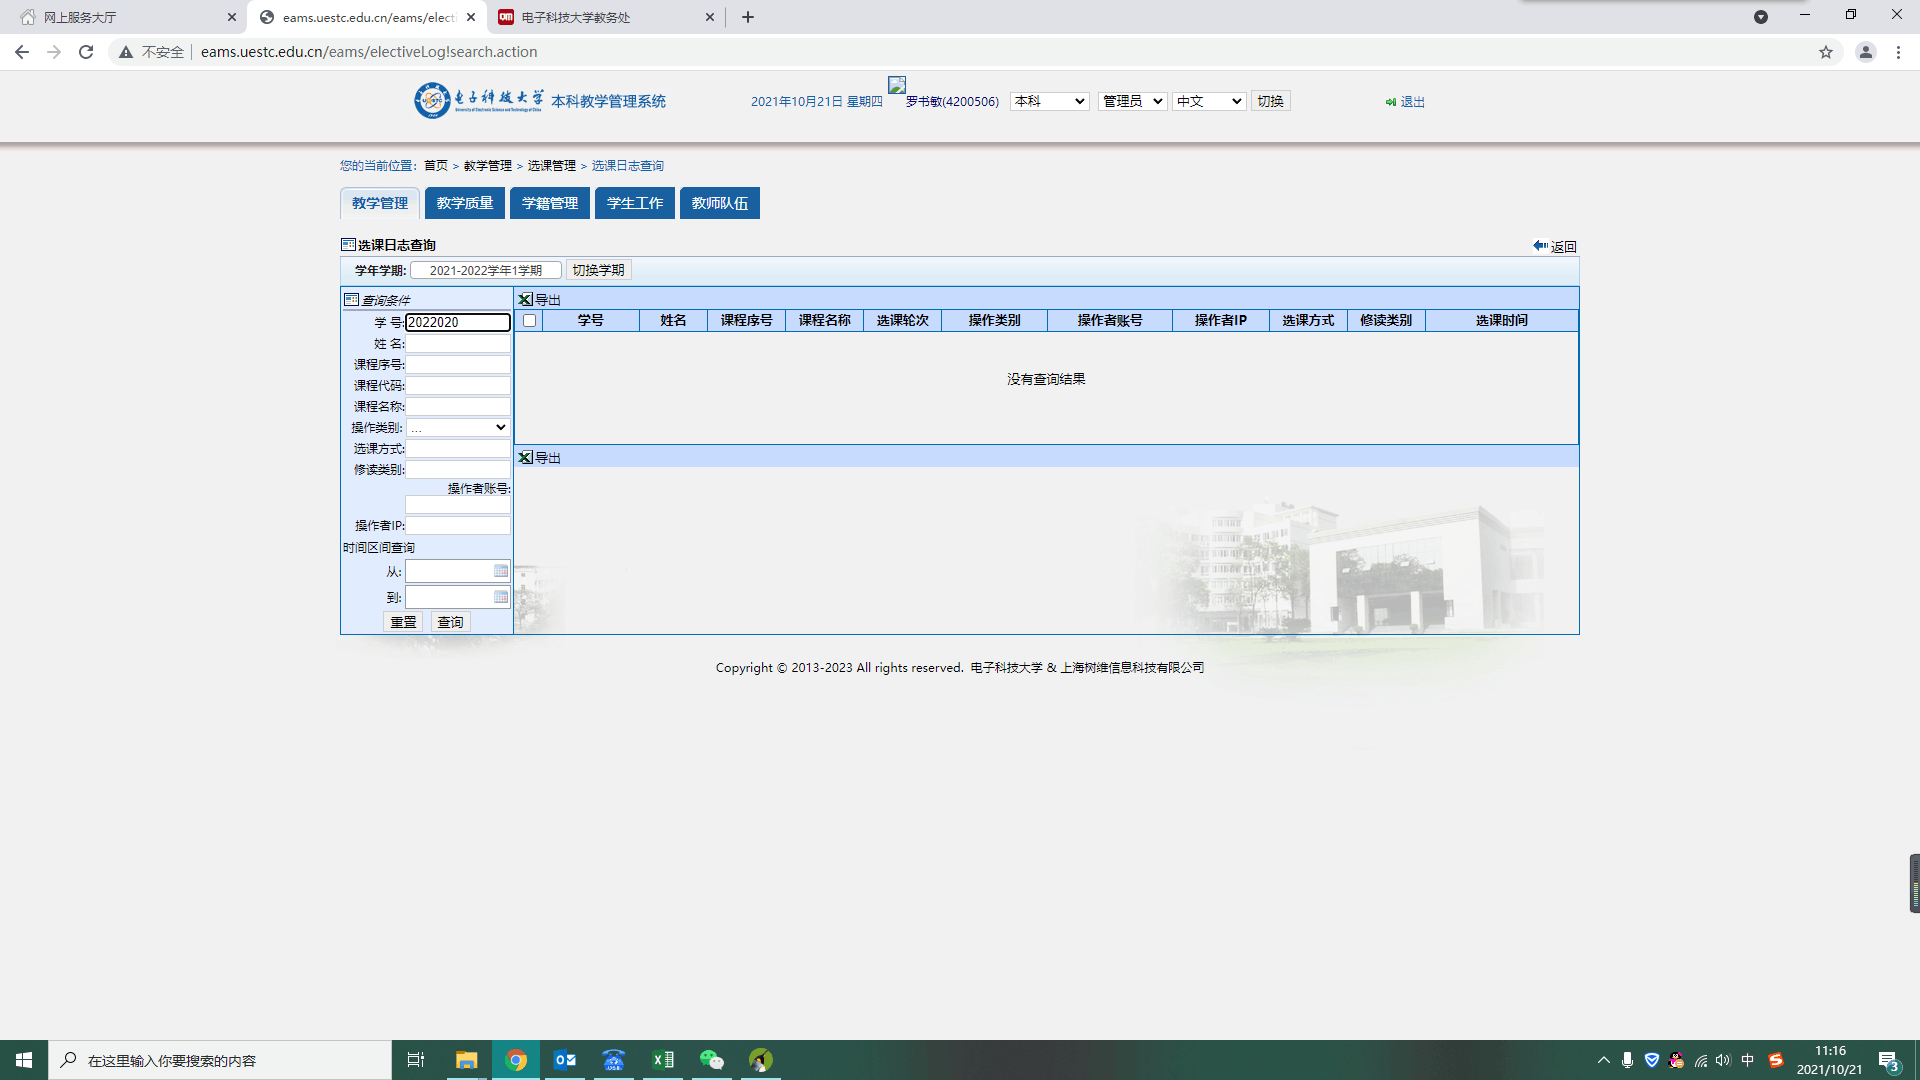 网上服务大厅
eams.uestc.edu.cn/eams/electi
电子科技大学教务处
不安全
eams.uestc.edu.cn/eams/electiveLog!search.action
电子科技大学 本科教学管理系统
2021年10月21日 星期四
罗书敏(4200506)
本科
管理员
中文
切换
退出
您的当前位置: 首页 > 教学管理 > 选课管理 > 选课日志查询
教学管理
教学质量
学籍管理
学生工作
教师队伍
选课日志查询
返回
学年学期: 2021-2022学年1学期 切换学期
查询条件
学 号: 2022020
姓 名:
课程序号:
课程代码:
课程名称:
操作类别: ...
选课方式:
修读类别:
操作者账号:
操作者IP:
时间区间查询
从:
到:
重置 查询
导出
学号 姓名 课程序号 课程名称 选课轮次 操作类别 操作者账号 操作者IP 选课方式 修读类别 选课时间
没有查询结果
导出
Copyright © 2013-2023 All rights reserved. 电子科技大学 & 上海树维信息科技有限公司
在这里输入你要搜索的内容
中
11:16
2021/10/21
3